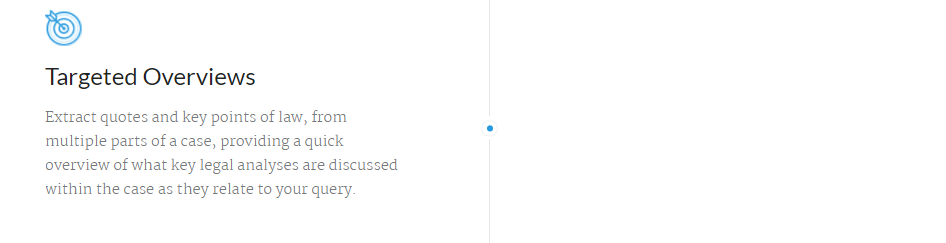 Targeted Overviews
Extract quotes and key points of law, from
multiple parts of a case, providing a quick
overview of what key legal analyses are discussed
within the case as they relate to your query.